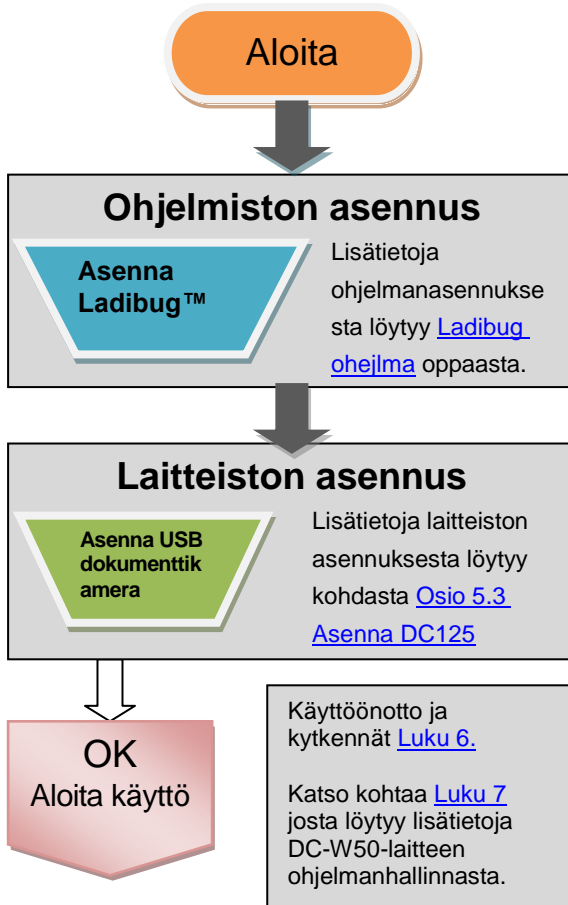 Aloita
Ohjelmiston asennus
Asenna
Ladibug™
Lisätietoja
ohjelmanasennukse
sta löytyy Ladibug
ohejlma oppaasta.
Laitteiston asennus
Asenna USB
dokumenttik
amera
Lisätietoja laitteiston
asennuksesta löytyy
kohdasta Osio 5.3
Asenna DC125
OK
Aloita käyttö
Käyttöönotto ja
kytkennät Luku 6.
Katso kohtaa Luku 7
josta löytyy lisätietoja
DC-W50-laitteen
ohjelmanhallinnasta.